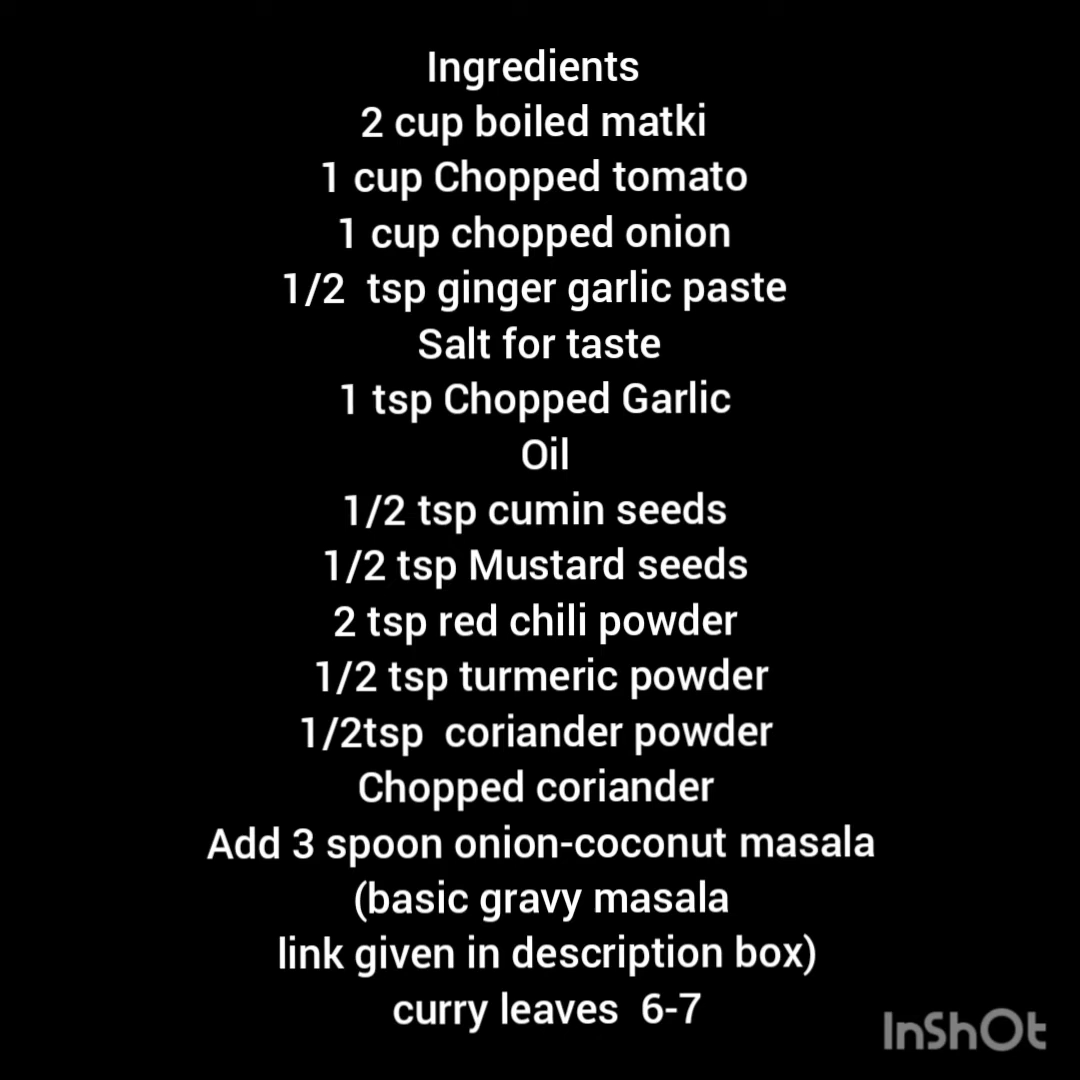 Ingredients
2 cup boiled matki
1 cup Chopped tomato
1 cup chopped onion
1/2  tsp ginger garlic paste
Salt for taste
1 tsp Chopped Garlic
Oil
1/2 tsp cumin seeds
1/2 tsp Mustard seeds
2 tsp red chili powder
1/2 tsp turmeric powder
1/2tsp  coriander powder
Chopped coriander
Add 3 spoon onion-coconut masala
(basic gravy masala
link given in description box)
curry leaves  6-7
InShOt